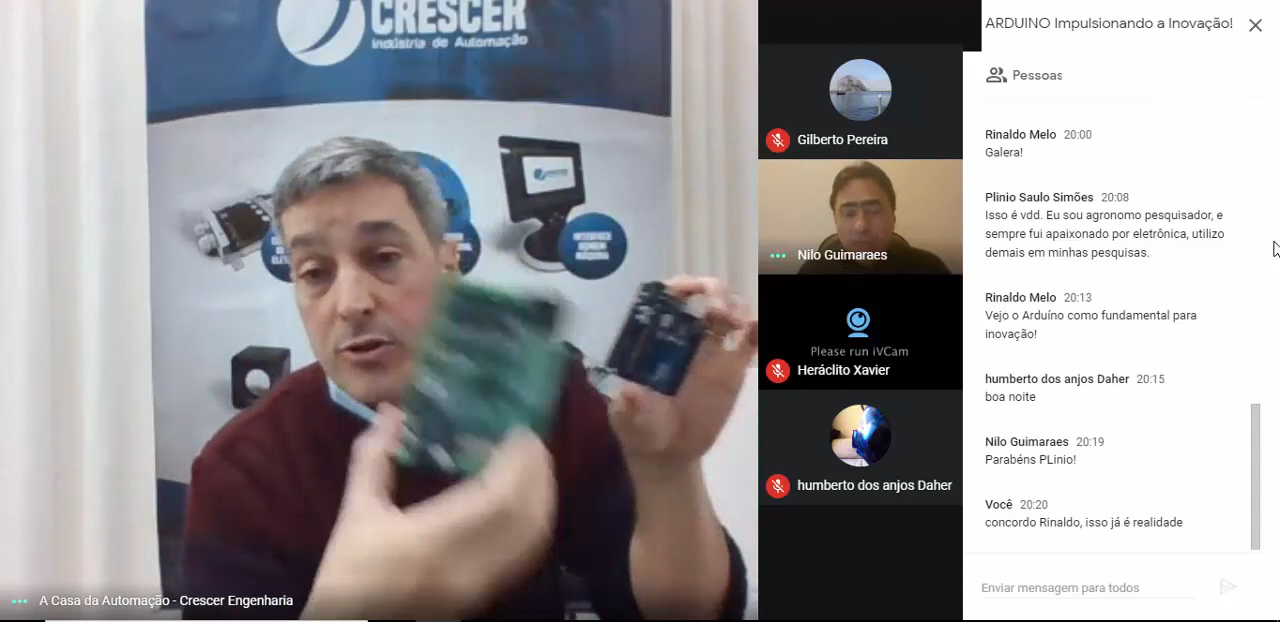 CRESCER
Indústria de Automação
INTERFACE
HOMEM
MÁQUINA
A Casa da Automação - Crescer Engenharia
Gilberto Pereira
Nilo Guimaraes
Please run iVCam
Heráclito Xavier
humberto dos anjos Daher
ARDUINO Impulsionando a Inovação!
Pessoas
Rinaldo Melo 20:00
Galera!
Plinio Saulo Simões 20:08
Isso é vdd. Eu sou agronomo pesquisador, e
sempre fui apaixonado por eletrônica, utilizo
demais em minhas pesquisas.
Rinaldo Melo 20:13
Vejo o Arduíno como fundamental para
inovação!
humberto dos anjos Daher 20:15
boa noite
Nilo Guimaraes 20:19
Parabéns PLinio!
Você 20:20
concordo Rinaldo, isso já é realidade
Enviar mensagem para todos